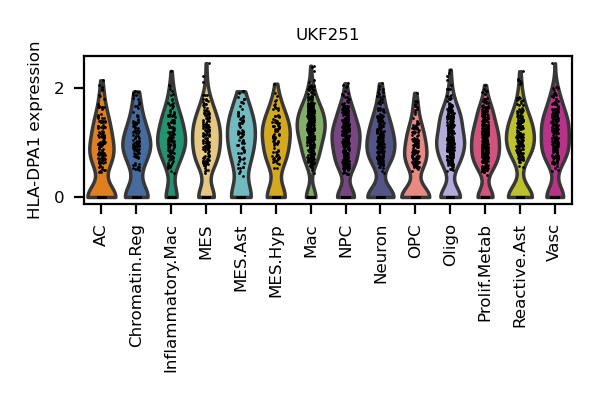 UKF251
HLA-DPA1 expression
2
0
AC
Chromatin.Reg
Inflammatory.Mac
MES
MES.Ast
MES.Hyp
Mac
NPC
Neuron
OPC
Oligo
Prolif.Metab
Reactive.Ast
Vasc